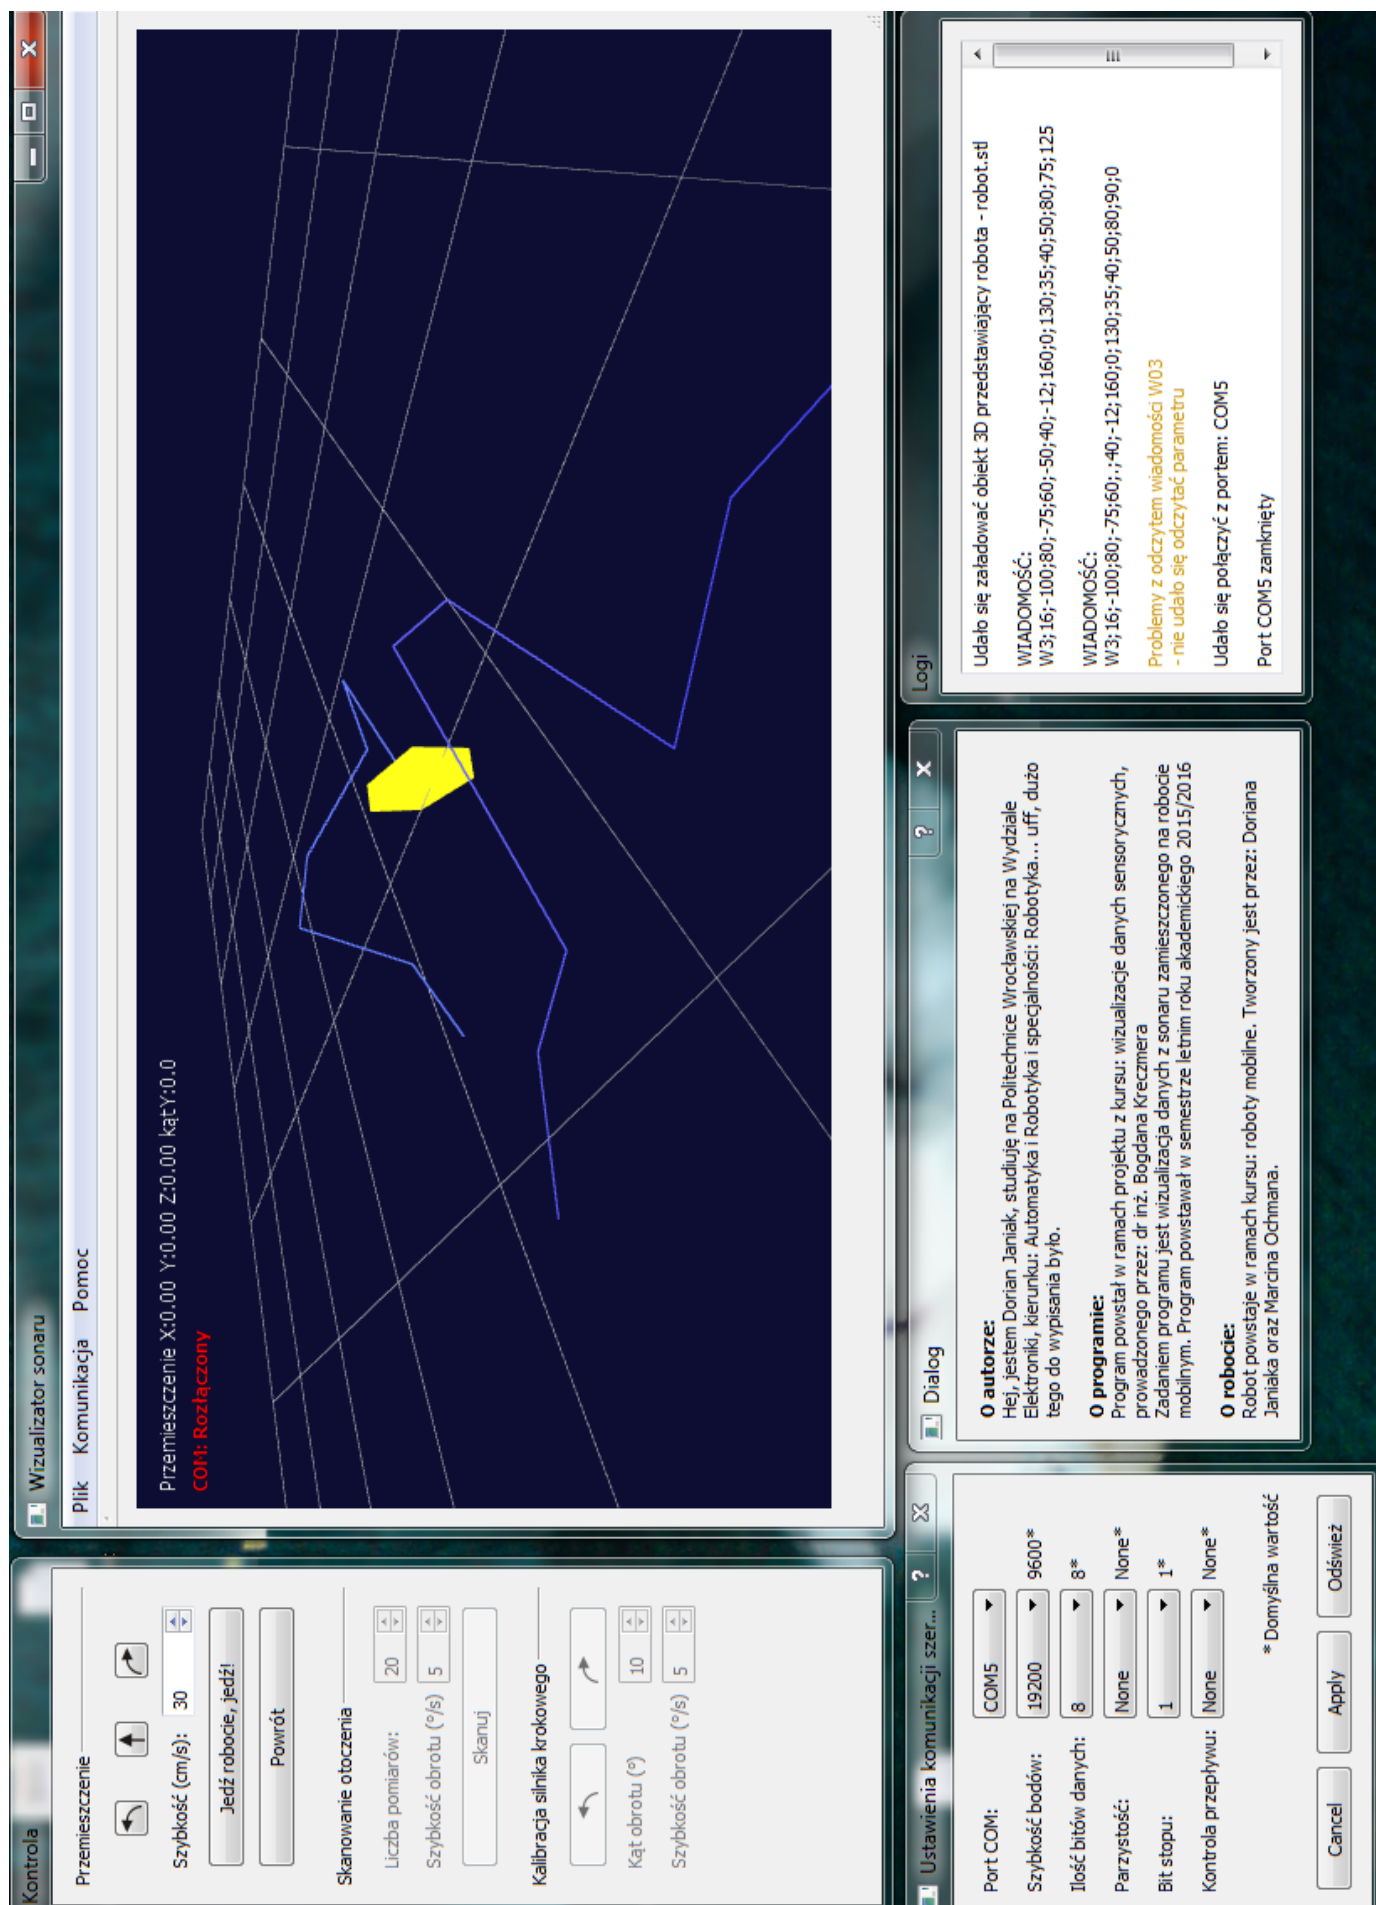 Kontrola
Przemieszczenie
Szybkość (cm/s):
30
Jedź robocie, jedź!
Powrót
Skanowanie otoczenia
Liczba pomiarów:
20
Szybkość obrotu (°/s)
5
Skanuj
Kalibracja silnika krokowego
Kąt obrotu (°)
10
Szybkość obrotu (°/s)
5
Wizualizator sonaru
Plik Komunikacja Pomoc
Przemieszczenie X:0.00 Y:0.00 Z:0.00 kątY:0.0
COM: Rozłączony
Ustawienia komunikacji szer...
Port COM:
COM5
Szybkość bodów:
19200
9600*
Ilość bitów danych:
8
8*
Parzystość:
None
None*
Bit stopu:
1
1*
Kontrola przepływu:
None
None*
* Domyślna wartość
Cancel
Apply
Odśwież
Dialog
O autorze:
Hej, jestem Dorian Janiak, studiuję na Politechnice Wrocławskiej na Wydziale
Elektroniki, kierunku: Automatyka i Robotyka i specjalności: Robotyka... uff, dużo
tego do wypisania było.
O programie:
Program powstał w ramach projektu z kursu: wizualizacje danych sensorycznych,
prowadzonego przez: dr inż. Bogdana Kreczmera
Zadaniem programu jest wizualizacja danych z sonaru zamieszczonego na robocie
mobilnym. Program powstawał w semestrze letnim roku akademickiego 2015/2016
O robocie:
Robot powstaje w ramach kursu: roboty mobilne. Tworzony jest przez: Doriana
Janiaka oraz Marcina Ochmana.
Logi
Udało się załadować obiekt 3D przedstawiający robota - robot.stl
WIADOMOŚĆ:
W3;16;-100;80;-75;60;-50;40;-12;160;0;130;35;40;50;80;75;125
WIADOMOŚĆ:
W3;16;-100;80;-75;60;.;40;-12;160;0;130;35;40;50;80;90;0
Problemy z odczytem wiadomości W03
- nie udało się odczytać parametru
Udało się połączyć z portem: COM5
Port COM5 zamknięty